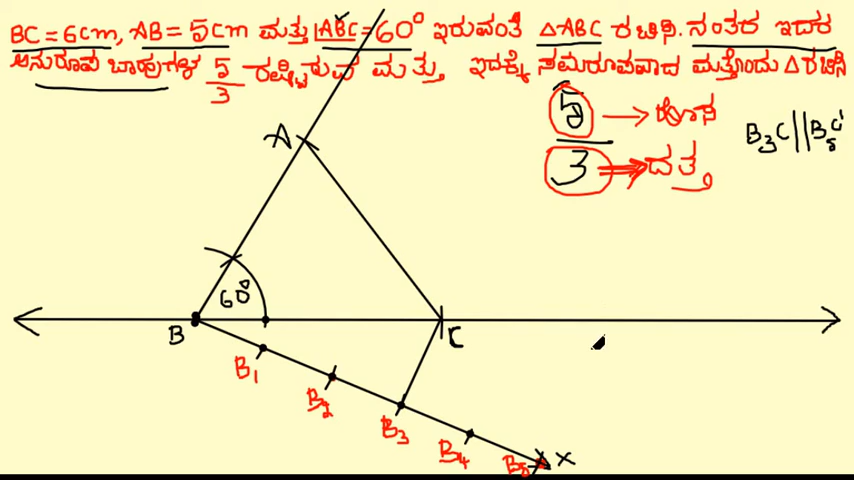 BC = 6cm, AB = 5cm ಮತ್ತು ∠ABC = 60° ಇರುವಂತೆ △ABC ರಚಿಸಿ. ನಂತರ ಇದರ
ಅನುರೂಪ ಬಾಹುಗಳ 5/3 ರಷ್ಟಿರುವ ಮತ್ತು ಇದಕ್ಕೆ ಸಮರೂಪವಾದ ಮತ್ತೊಂದು △ ರಚಿಸಿ
5 → ಹೊಸ
3 → ದತ್ತ
B₃C || B₅C'
A
60°
B
C
B₁
B₂
B₃
B₄
B₅
X